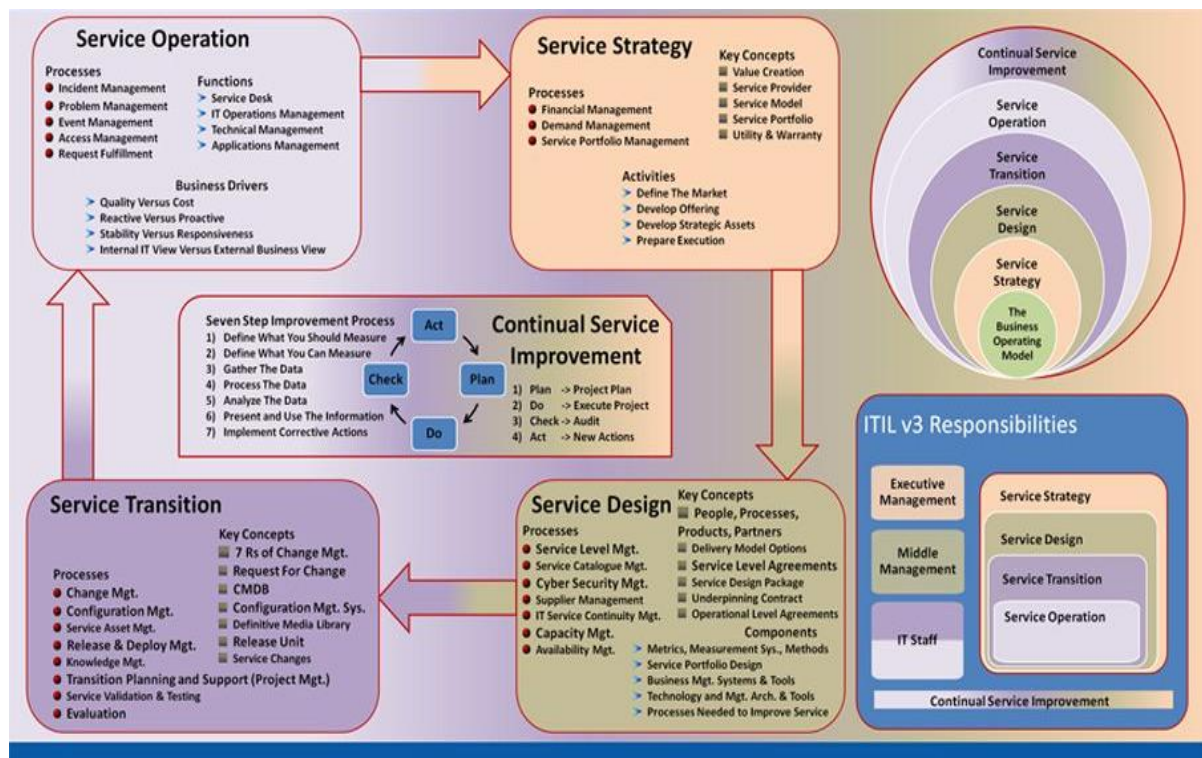 Service Operation
Processes
Incident Management
Problem Management
Event Management
Access Management
Request Fulfillment
Functions
Service Desk
IT Operations Management
Technical Management
Applications Management
Business Drivers
Quality Versus Cost
Reactive Versus Proactive
Stability Versus Responsiveness
Internal IT View Versus External Business View
Service Strategy
Processes
Financial Management
Demand Management
Service Portfolio Management
Key Concepts
Value Creation
Service Provider
Service Model
Service Portfolio
Utility & Warranty
Activities
Define The Market
Develop Offering
Develop Strategic Assets
Prepare Execution
Continual Service
Improvement
Service
Operation
Service
Transition
Service
Design
Service
Strategy
The
Business
Operating
Model
Seven Step Improvement Process
1) Define What You Should Measure
2) Define What You Can Measure
3) Gather The Data
4) Process The Data
5) Analyze The Data
6) Present and Use The Information
7) Implement Corrective Actions
Act
Plan
Do
Check
Continual Service
Improvement
1) Plan -> Project Plan
2) Do -> Execute Project
3) Check -> Audit
4) Act -> New Actions
Service Transition
Processes
Change Mgt.
Configuration Mgt.
Service Asset Mgt.
Release & Deploy Mgt.
Knowledge Mgt.
Transition Planning and Support (Project Mgt.)
Service Validation & Testing
Evaluation
Key Concepts
7 Rs of Change Mgt.
Request For Change
CMDB
Configuration Mgt. Sys.
Definitive Media Library
Release Unit
Service Changes
Service Design
Processes
Service Level Mgt.
Service Catalogue Mgt.
Cyber Security Mgt.
Supplier Management
IT Service Continuity Mgt.
Capacity Mgt.
Availability Mgt.
Key Concepts
People, Processes,
Products, Partners
Delivery Model Options
Service Level Agreements
Service Design Package
Underpinning Contract
Operational Level Agreements
Components
Metrics, Measurement Sys., Methods
Service Portfolio Design
Business Mgt. Systems & Tools
Technology and Mgt. Arch. & Tools
Processes Needed to Improve Service
ITIL v3 Responsibilities
Executive
Management
Middle
Management
IT Staff
Service Strategy
Service Design
Service Transition
Service Operation
Continual Service Improvement